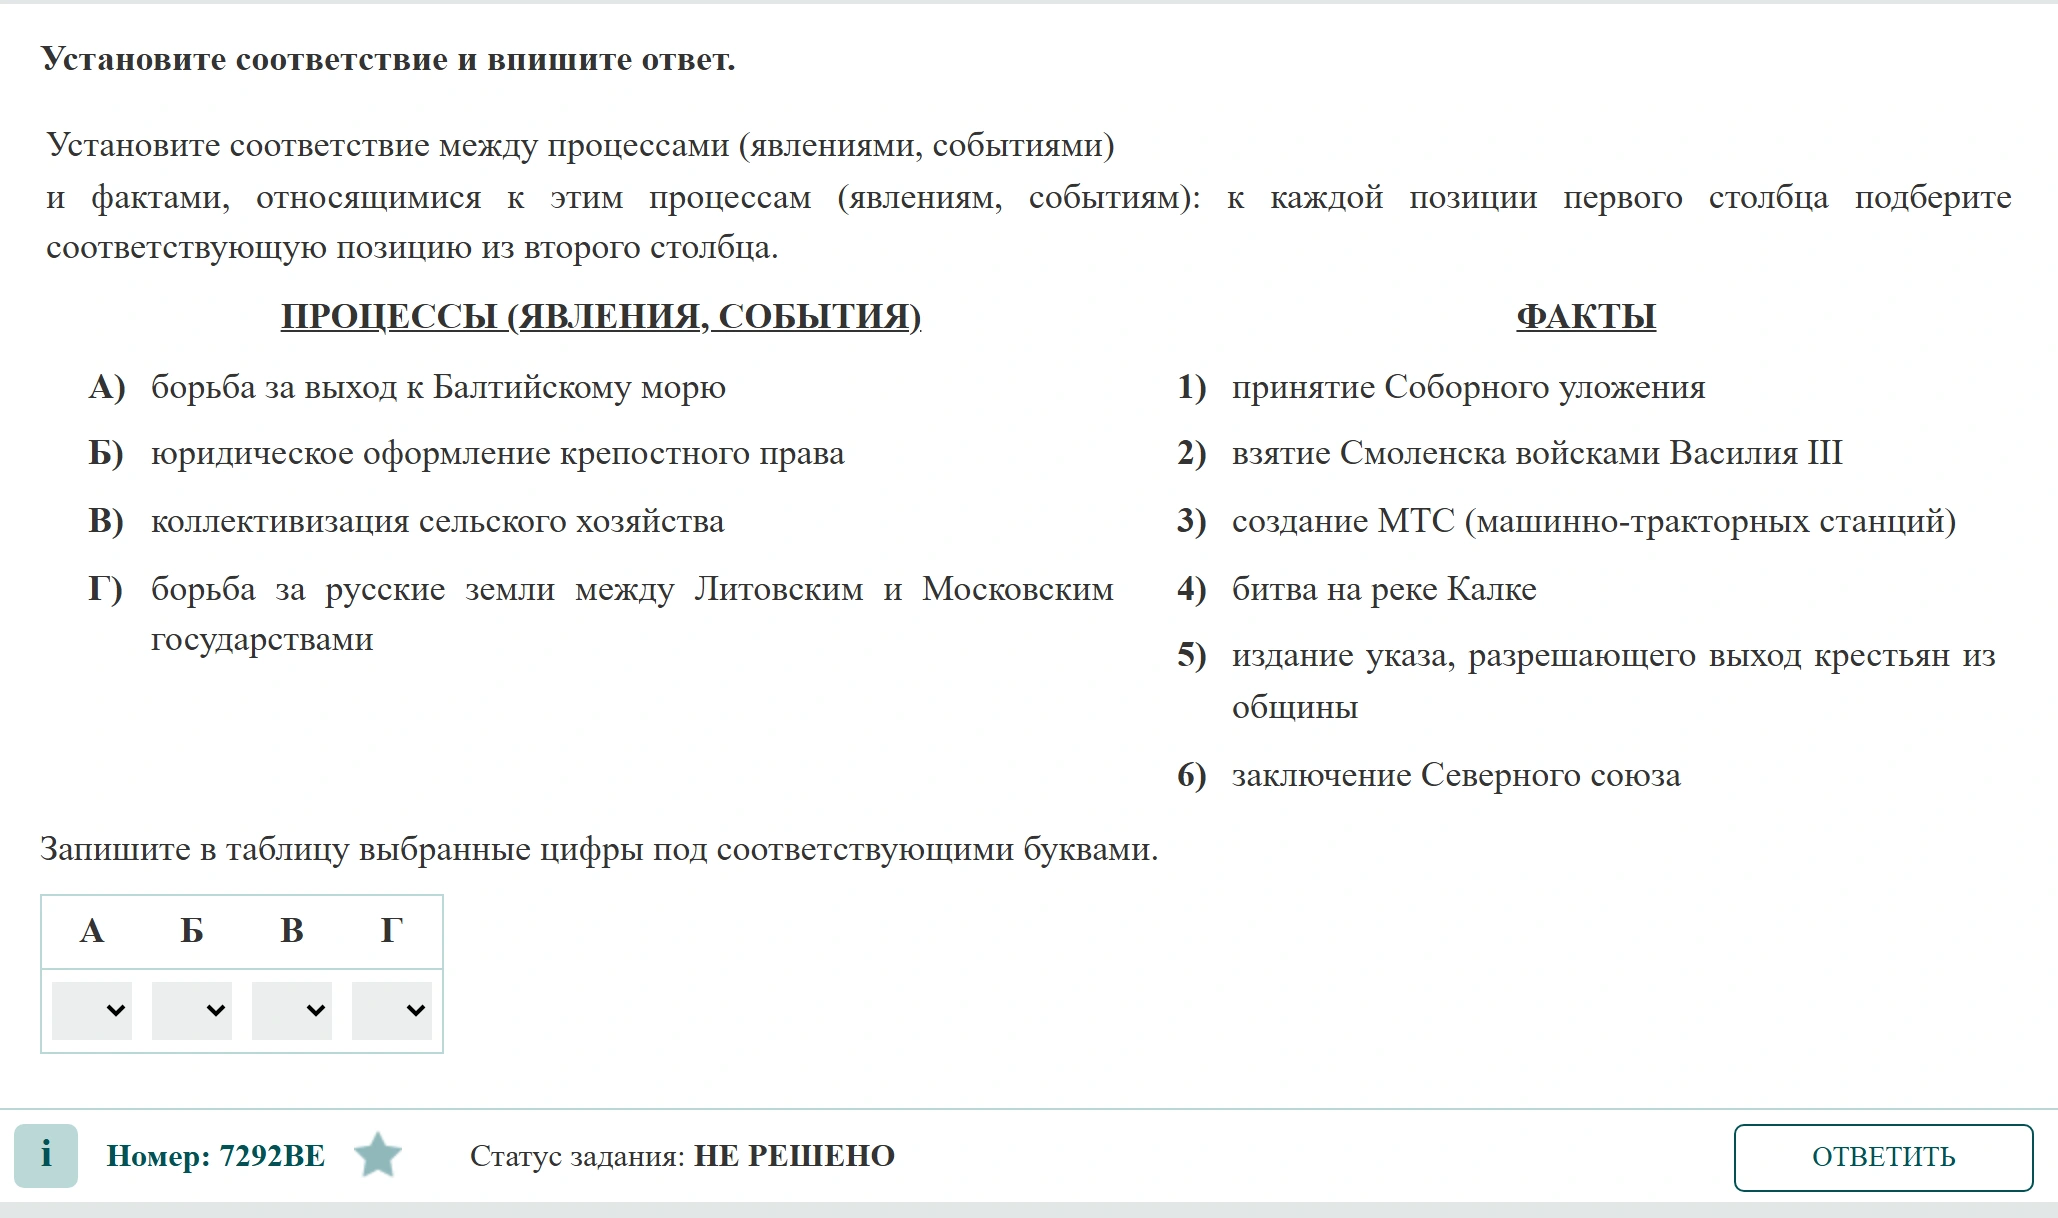 Установите соответствие и впишите ответ.
Установите соответствие между процессами (явлениями, событиями)
и фактами, относящимися к этим процессам (явлениям, событиям): к каждой позиции первого столбца подберите
соответствующую позицию из второго столбца.
ПРОЦЕССЫ (ЯВЛЕНИЯ, СОБЫТИЯ)
А) борьба за выход к Балтийскому морю
Б) юридическое оформление крепостного права
В) коллективизация сельского хозяйства
Г) борьба за русские земли между Литовским и Московским
государствами
ФАКТЫ
1) принятие Соборного уложения
2) взятие Смоленска войсками Василия III
3) создание МТС (машинно-тракторных станций)
4) битва на реке Калке
5) издание указа, разрешающего выход крестьян из
общины
6) заключение Северного союза
Запишите в таблицу выбранные цифры под соответствующими буквами.
А Б В Г
i Номер: 7292BE Статус задания: НЕ РЕШЕНО ОТВЕТИТЬ